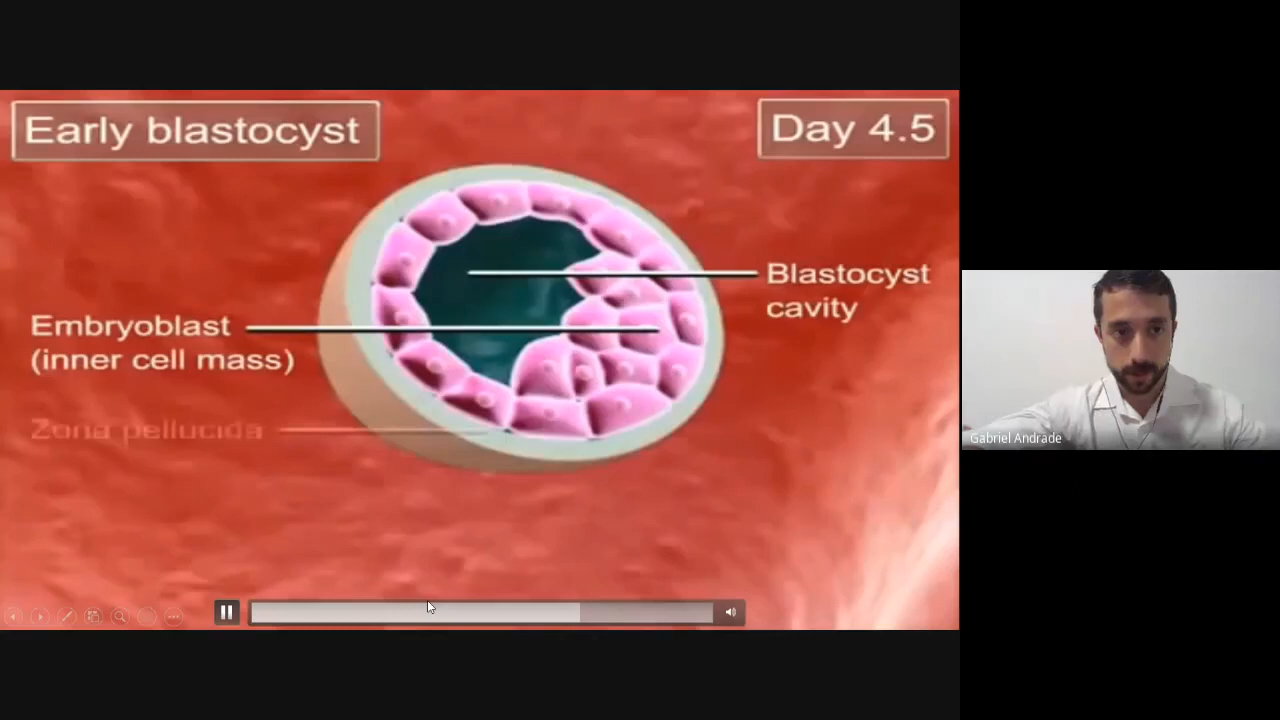 Early blastocyst
Day 4.5
Blastocyst
cavity
Embryoblast
(inner cell mass)
Zona pellucida
Gabriel Andrade